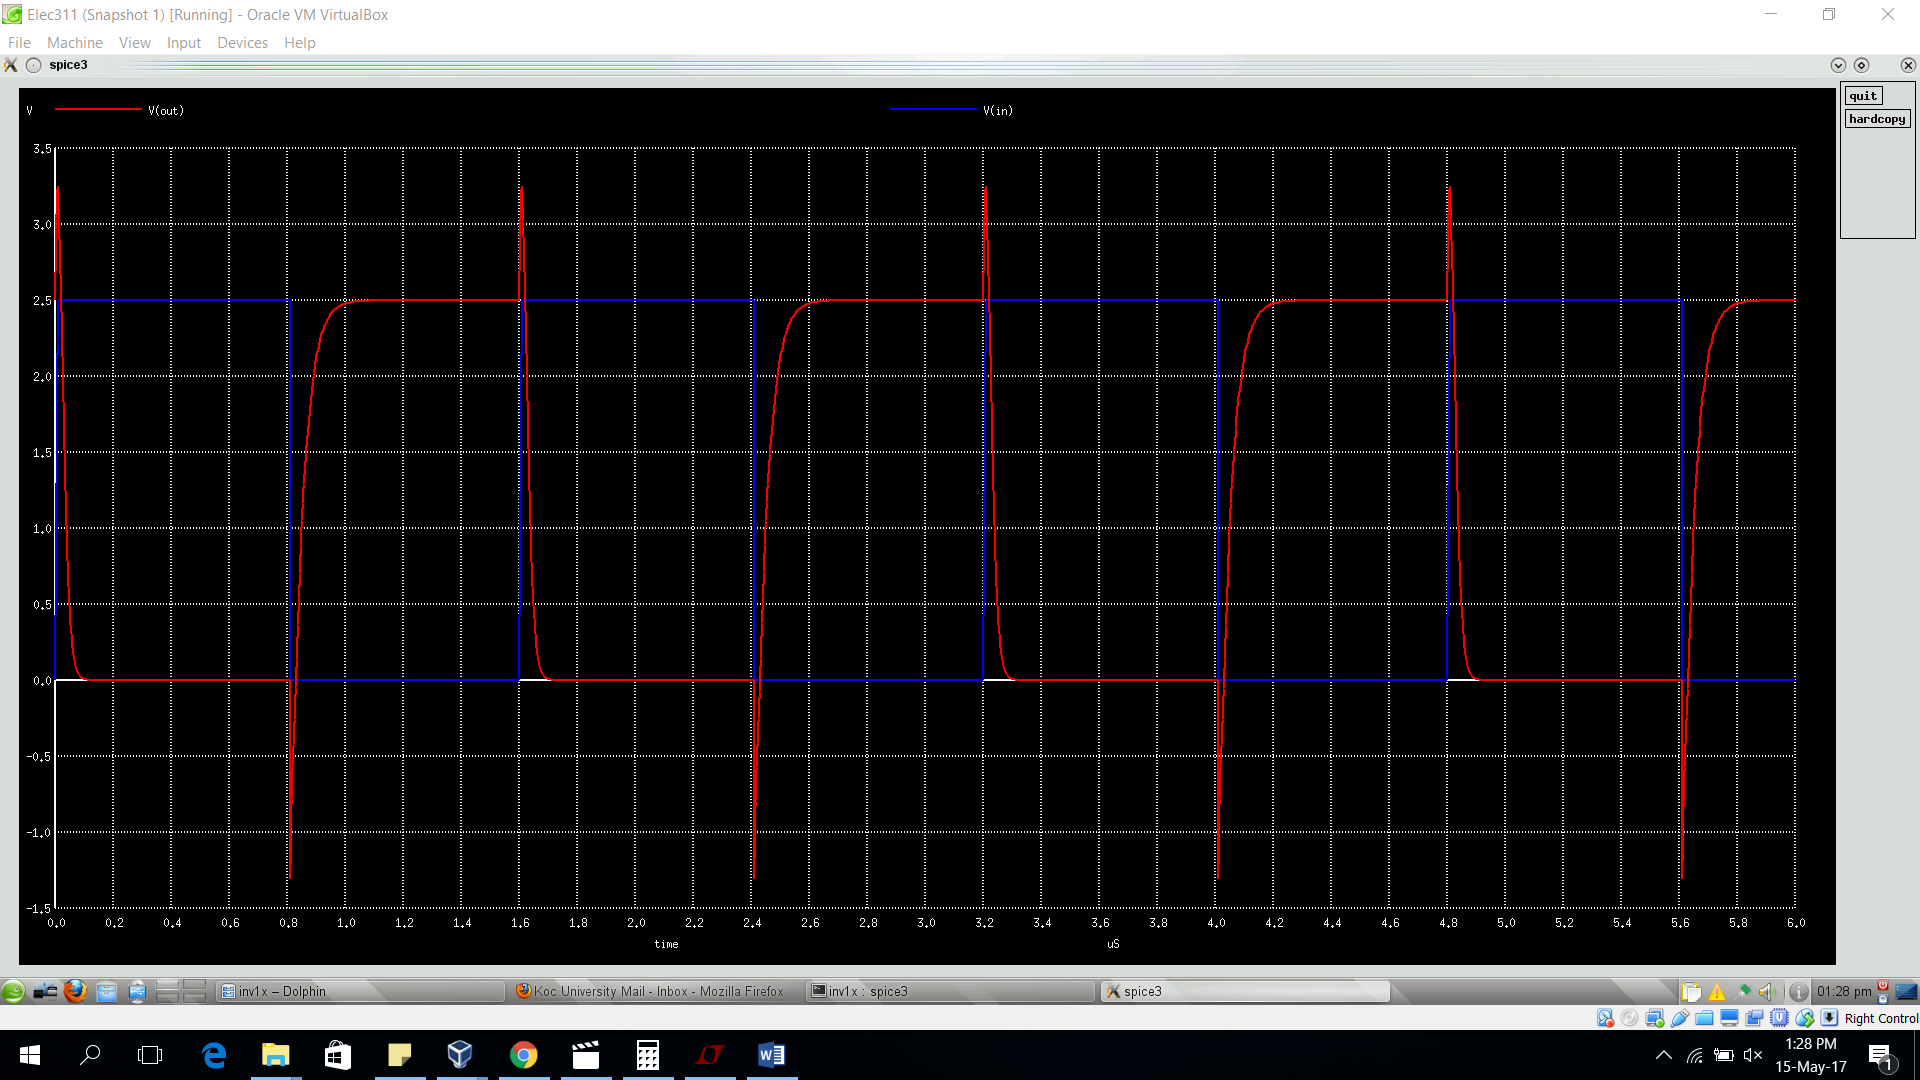 Elec311 (Snapshot 1) [Running] - Oracle VM VirtualBox
File Machine View Input Devices Help
spice3
quit
hardcopy
V V(out) V(in)
3.5
3.0
2.5
2.0
1.5
1.0
0.5
0.0
-0.5
-1.0
-1.5
0.0 0.2 0.4 0.6 0.8 1.0 1.2 1.4 1.6 1.8 2.0 2.2 2.4 2.6 2.8 3.0 3.2 3.4 3.6 3.8 4.0 4.2 4.4 4.6 4.8 5.0 5.2 5.4 5.6 5.8 6.0
time uS
inv1x – Dolphin
Koc University Mail - Inbox - Mozilla Firefox
inv1x : spice3
spice3
01:28 pm
Right Control
1:28 PM
15-May-17
1